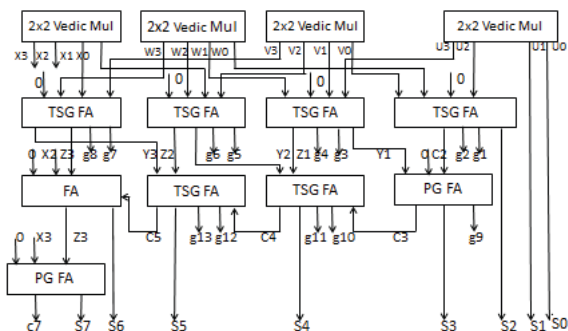 2x2 Vedic Mul 2x2 Vedic Mul 2x2 Vedic Mul 2x2 Vedic Mul
X3 X2 X1 X0 W3 W2 W1 W0 V3 V2 V1 V0 U3 U2 U1 Uo
0 0 0 0
TSG FA TSG FA TSG FA TSG FA
0 X2 Z3 g8 g7 Y3 Z2 g6 g5 Y2 Z1 g4 g3 Y1 0 C2 g2 g1
FA TSG FA TSG FA PG FA
0 X3 Z3 C5 g13 g12 C4 g11 g10 C3 g9
PG FA
c7 S7 S6 S5 S4 S3 S2 S1 S0